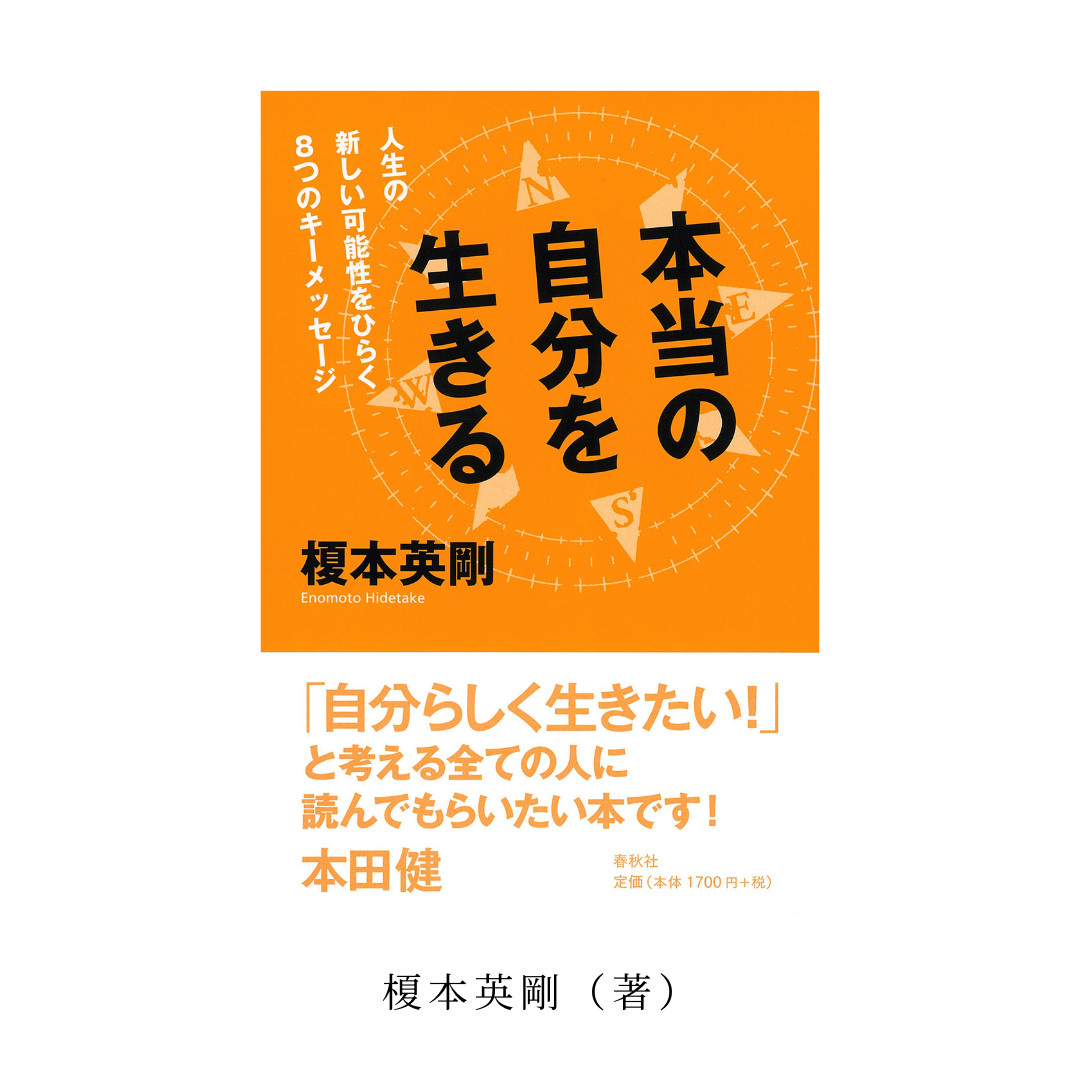 本当の
自分を
生きる
人生の
新しい可能性をひらく
8つのキーメッセージ
N
E
S
W
榎本英剛
Enomoto Hidetake
「自分らしく生きたい!」
と考える全ての人に
読んでもらいたい本です!
本田健
春秋社
定価(本体1700円+税)
榎本英剛(著)